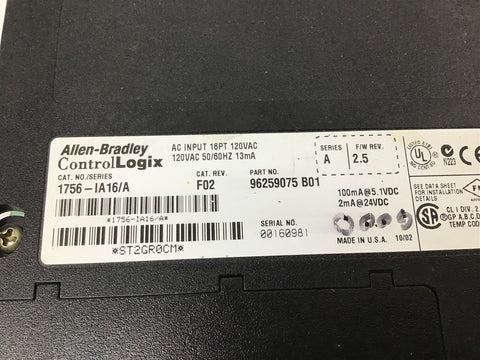 Allen-Bradley
ControlLogix
AC INPUT 16PT 120VAC
120VAC 50/60HZ 13mA
SERIES
A
F/W REV.
2.5
CAT. NO./SERIES
1756-IA16/A
CAT. REV.
F02
PART NO.
96259075 B01
100mA@5.1VDC
2mA@24VDC
*1756-IA16/A*
*ST2GR0CM*
SERIAL NO.
00160981
MADE IN U.S.A. 10/02
LISTED
UL
N223
SEE DATA SHEET
FOR INSTALLATION
CL I DIV. 2
GP A,B,C,D
TEMP COD